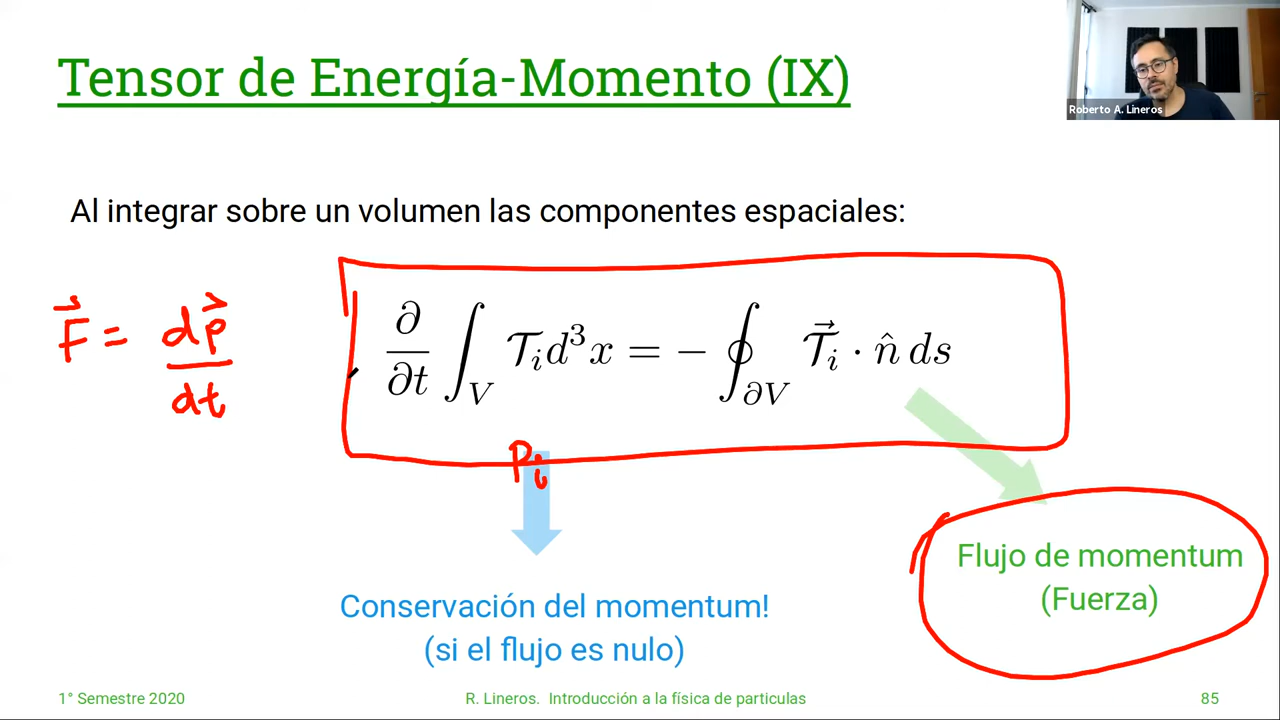 Tensor de Energía-Momento (IX)
Roberto A. Lineros
Al integrar sobre un volumen las componentes espaciales:
F⃗ = dp⃗/dt
∂/∂t ∫_V 𝒯_i d³x = − ∮_∂V 𝒯⃗_i · n̂ ds
P_i
Flujo de momentum
(Fuerza)
Conservación del momentum!
(si el flujo es nulo)
1° Semestre 2020
R. Lineros. Introducción a la física de particulas
85